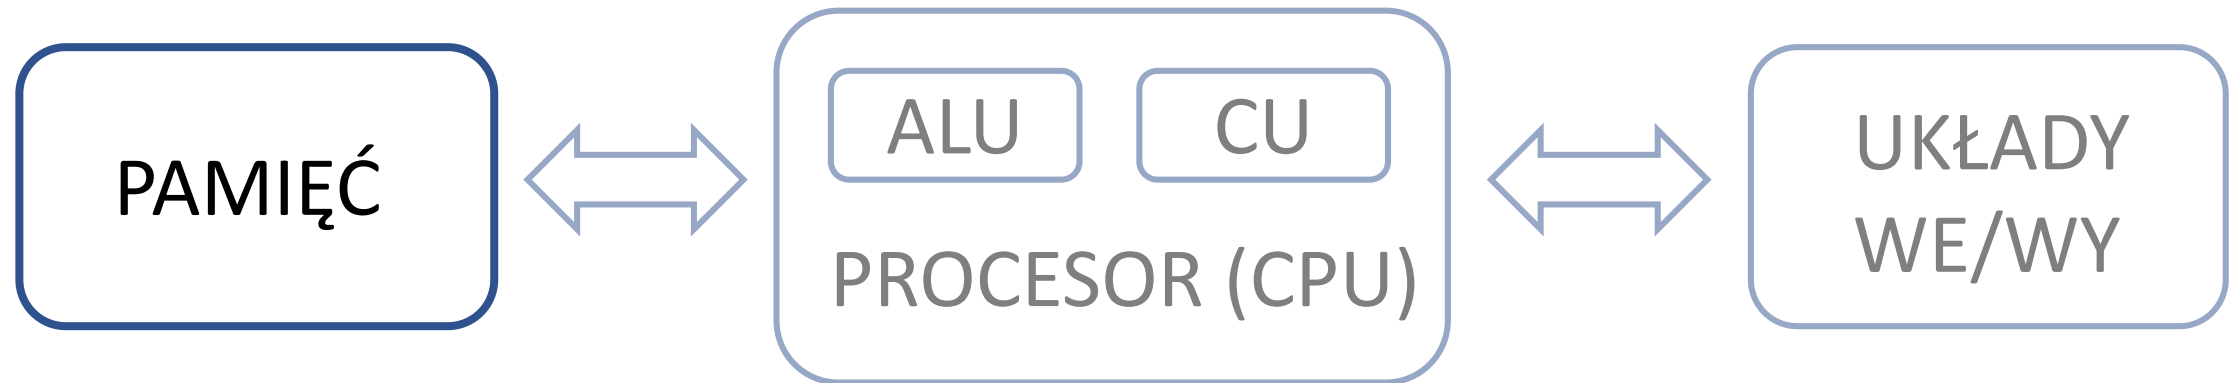 PAMIĘĆ
ALU
CU
PROCESOR (CPU)
UKŁADY
WE/WY